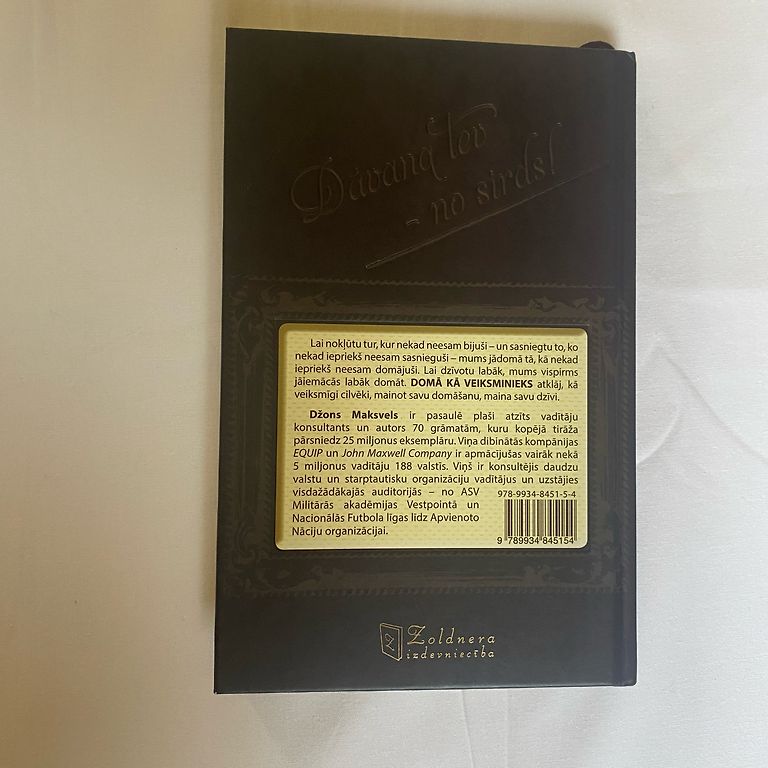 Dāvana tev
- no sirds!
Lai nokļūtu tur, kur nekad neesam bijuši – un sasniegtu to, ko
nekad iepriekš neesam sasnieguši – mums jādomā tā, kā nekad
iepriekš neesam domājuši. Lai dzīvotu labāk, mums vispirms
jāiemācās labāk domāt. DOMĀ KĀ VEIKSMINIEKS atklāj, kā
veiksmīgi cilvēki, mainot savu domāšanu, maina savu dzīvi.
Džons Maksvels ir pasaulē plaši atzīts vadītāju
konsultants un autors 70 grāmatām, kuru kopējā tirāža
pārsniedz 25 miljonus eksemplāru. Viņa dibinātās kompānijas
EQUIP un John Maxwell Company ir apmācījušas vairāk nekā
5 miljonus vadītāju 188 valstīs. Viņš ir konsultējis daudzu
valstu un starptautisku organizāciju vadītājus un uzstājies
visdažādākajās auditorijās – no ASV
Militārās akadēmijas Vestpointā un
Nacionālās Futbola līgas līdz Apvienoto
Nāciju organizācijai.
978-9934-8451-5-4
9 789934 845154
Zoldnera
izdevniecība